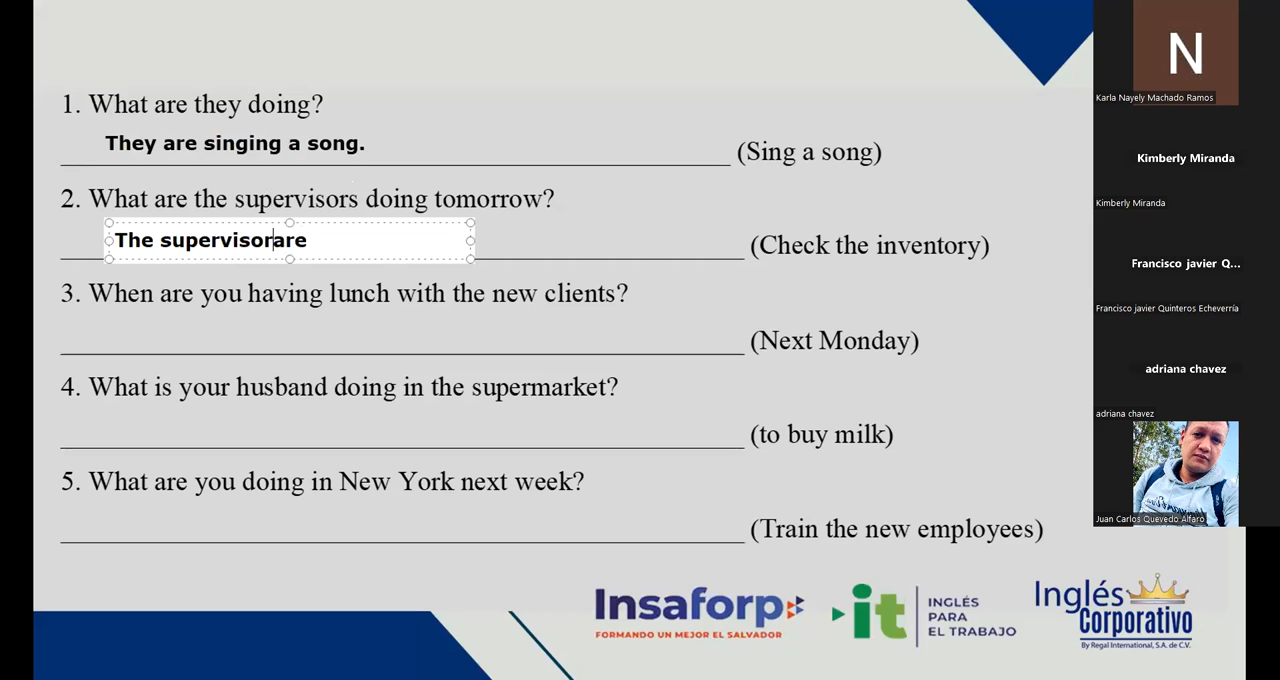 1. What are they doing?
They are singing a song.
(Sing a song)
2. What are the supervisors doing tomorrow?
The supervisorare
(Check the inventory)
3. When are you having lunch with the new clients?
(Next Monday)
4. What is your husband doing in the supermarket?
(to buy milk)
5. What are you doing in New York next week?
(Train the new employees)
Insaforp
FORMANDO UN MEJOR EL SALVADOR
it
INGLÉS
PARA
EL TRABAJO
Inglés
Corporativo
By Regal International, S.A. de C.V.
N
Karla Nayely Machado Ramos
Kimberly Miranda
Kimberly Miranda
Francisco javier Q...
Francisco javier Quinteros Echeverría
adriana chavez
adriana chavez
Juan Carlos Quevedo Alfaro